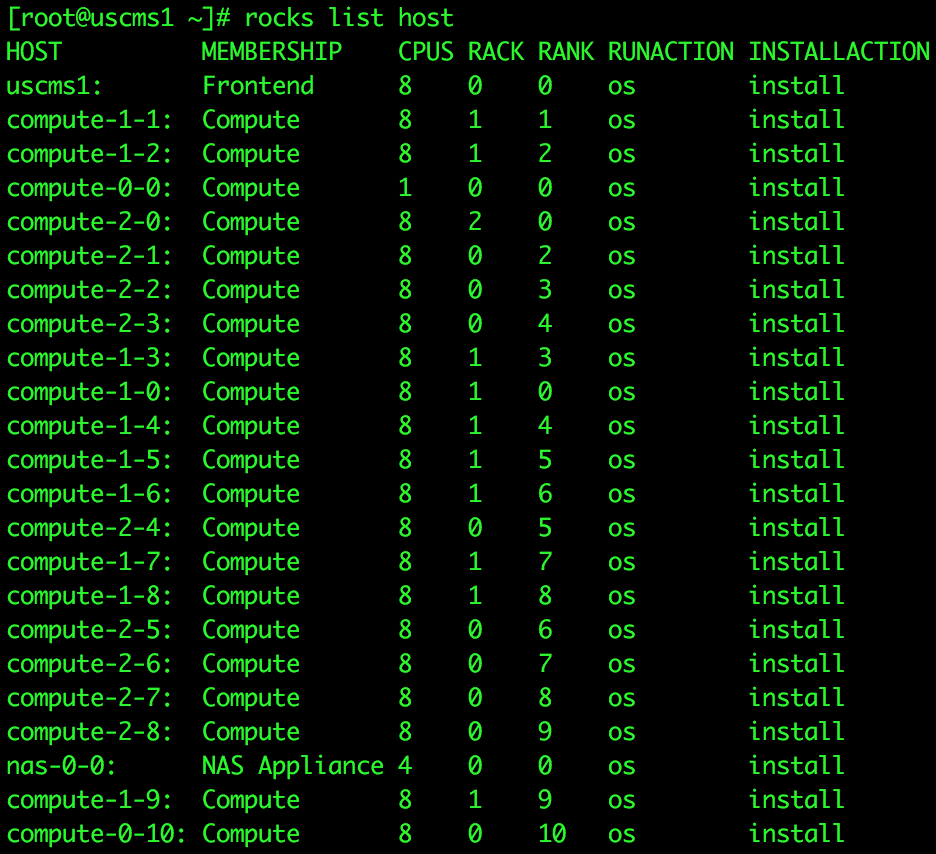 [root@uscms1 ~]# rocks list host
HOST          MEMBERSHIP    CPUS RACK RANK RUNACTION INSTALLACTION
uscms1:       Frontend      8    0    0    os        install
compute-1-1:  Compute       8    1    1    os        install
compute-1-2:  Compute       8    1    2    os        install
compute-0-0:  Compute       1    0    0    os        install
compute-2-0:  Compute       8    2    0    os        install
compute-2-1:  Compute       8    0    2    os        install
compute-2-2:  Compute       8    0    3    os        install
compute-2-3:  Compute       8    0    4    os        install
compute-1-3:  Compute       8    1    3    os        install
compute-1-0:  Compute       8    1    0    os        install
compute-1-4:  Compute       8    1    4    os        install
compute-1-5:  Compute       8    1    5    os        install
compute-1-6:  Compute       8    1    6    os        install
compute-2-4:  Compute       8    0    5    os        install
compute-1-7:  Compute       8    1    7    os        install
compute-1-8:  Compute       8    1    8    os        install
compute-2-5:  Compute       8    0    6    os        install
compute-2-6:  Compute       8    0    7    os        install
compute-2-7:  Compute       8    0    8    os        install
compute-2-8:  Compute       8    0    9    os        install
nas-0-0:      NAS Appliance 4    0    0    os        install
compute-1-9:  Compute       8    1    9    os        install
compute-0-10: Compute       8    0    10   os        install